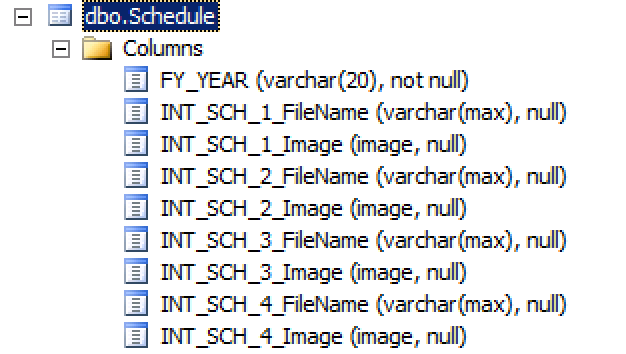 dbo.Schedule
Columns
FY_YEAR (varchar(20), not null)
INT_SCH_1_FileName (varchar(max), null)
INT_SCH_1_Image (image, null)
INT_SCH_2_FileName (varchar(max), null)
INT_SCH_2_Image (image, null)
INT_SCH_3_FileName (varchar(max), null)
INT_SCH_3_Image (image, null)
INT_SCH_4_FileName (varchar(max), null)
INT_SCH_4_Image (image, null)